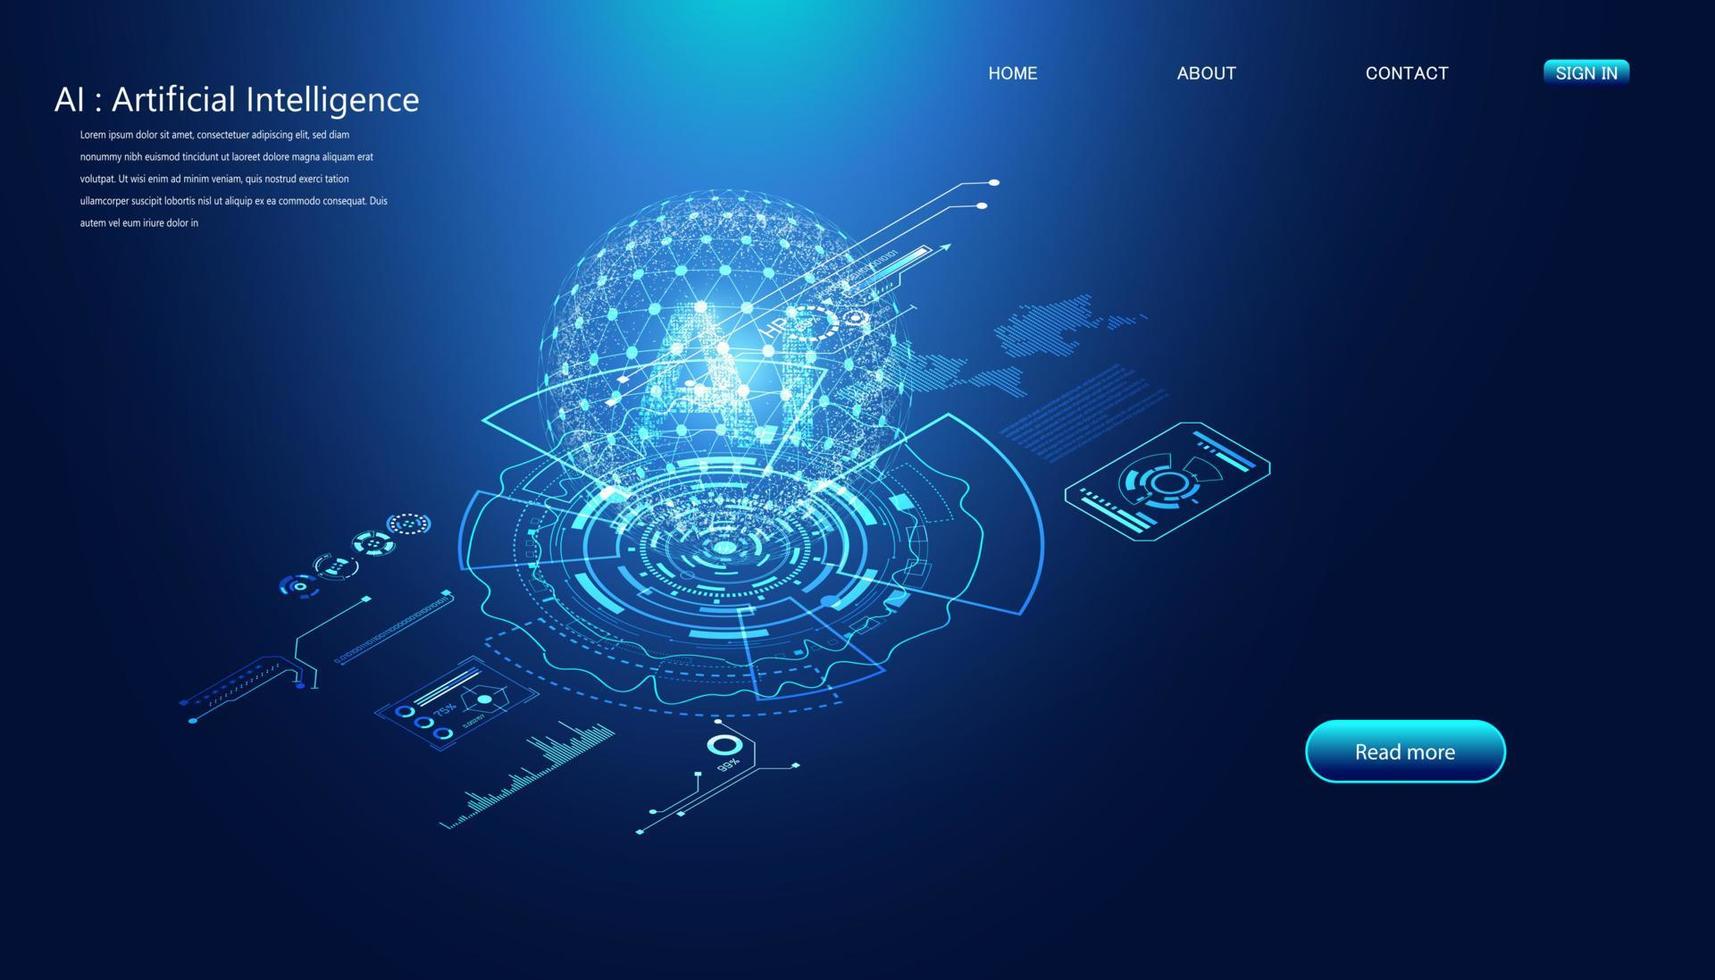 HOME
ABOUT
CONTACT
SIGN IN
AI : Artificial Intelligence
Lorem ipsum dolor sit amet, consectetuer adipiscing elit, sed diam
nonummy nibh euismod tincidunt ut laoreet dolore magna aliquam erat
volutpat. Ut wisi enim ad minim veniam, quis nostrud exerci tation
ullamcorper suscipit lobortis nisl ut aliquip ex ea commodo consequat. Duis
autem vel eum iriure dolor in
AI
75%
99%
Read more